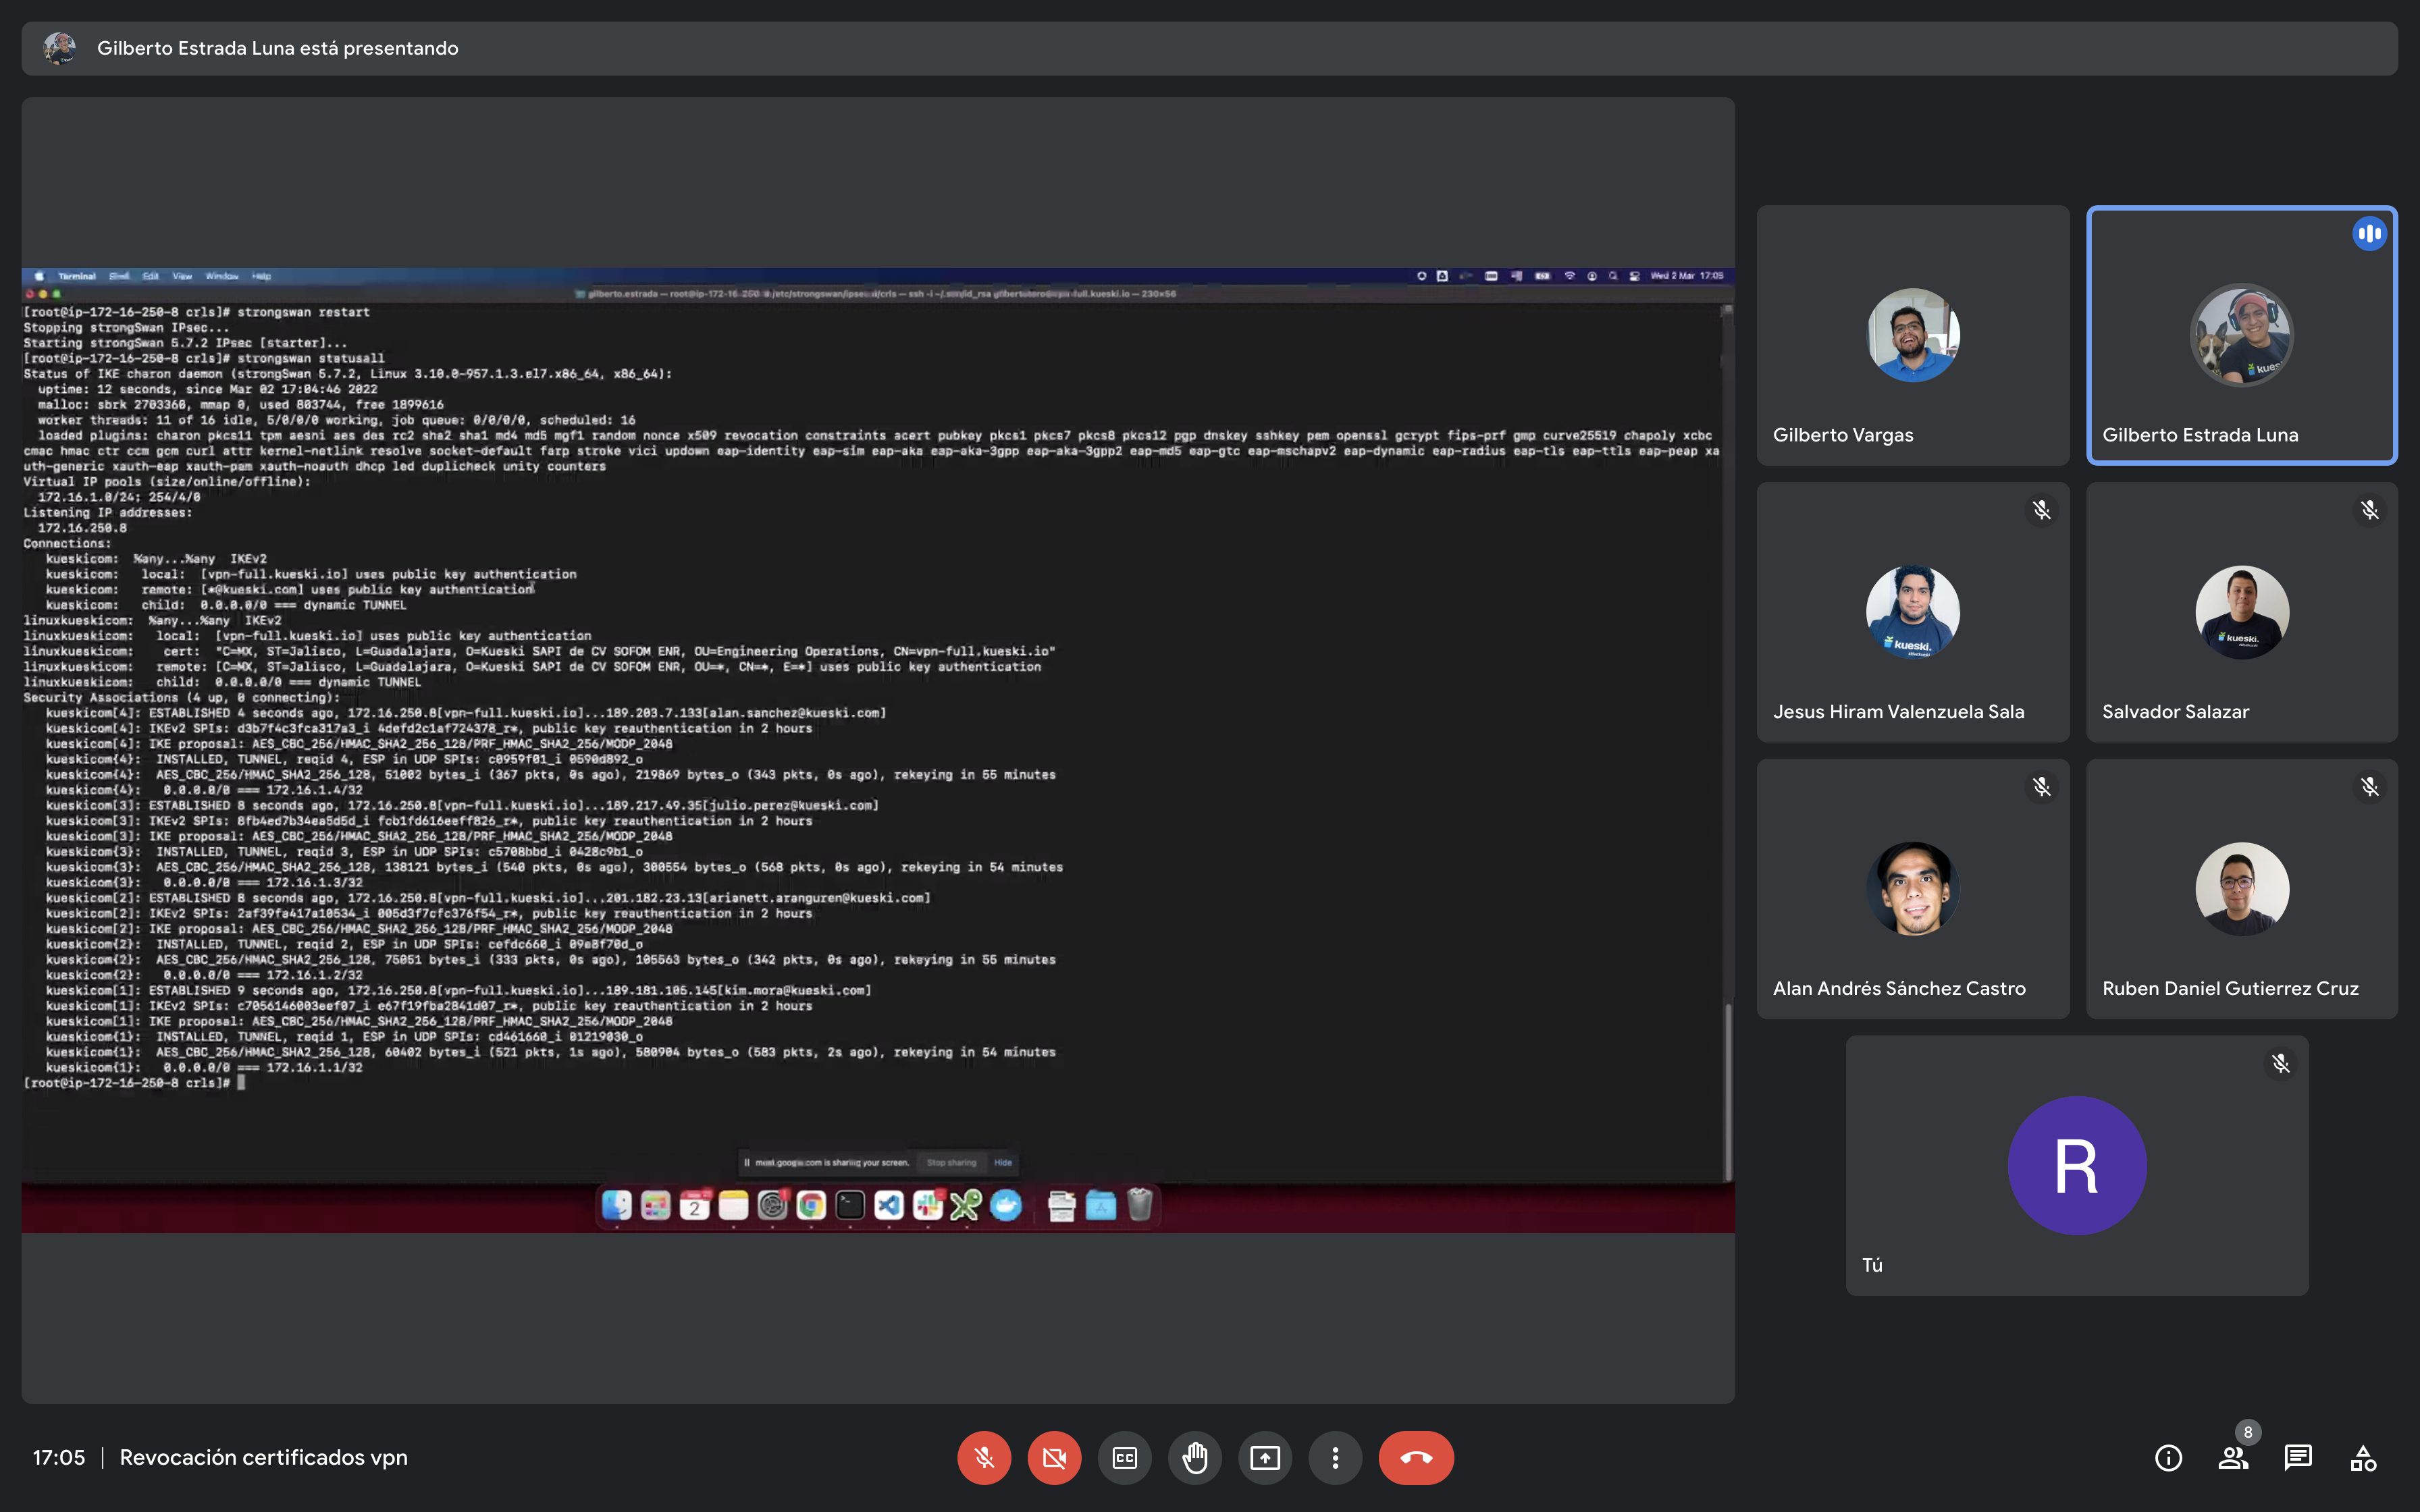 Gilberto Estrada Luna está presentando
Terminal Shell Edit View Window Help
Wed 2 Mar 17:05
gilberto.estrada — root@ip-172-16-250-8:/etc/strongswan/ipsec.d/crls — ssh -i ~/.ssh/id_rsa
[root@ip-172-16-250-8 crls]# strongswan restart
Stopping strongSwan IPsec...
Starting strongSwan 5.7.2 IPsec [starter]...
[root@ip-172-16-250-8 crls]# strongswan statusall
Status of IKE charon daemon (strongSwan 5.7.2, Linux 3.10.0-957.1.3.el7.x86_64, x86_64):
uptime: 12 seconds, since Mar 02 17:04:46 2022
malloc: sbrk 2703360, mmap 0, used 803744, free 1899616
worker threads: 11 of 16 idle, 5/0/0/0 working, job queue: 0/0/0/0, scheduled: 16
loaded plugins: charon pkcs11 tpm aesni aes des rc2 sha2 sha1 md4 md5 mgf1 random nonce x509 revocation constraints acert pubkey pkcs1 pkcs7 pkcs8 pkcs12 pgp dnskey sshkey pem openssl gcrypt fips-prf gmp curve25519 chapoly xcbc
cmac hmac ctr ccm gcm curl attr kernel-netlink resolve socket-default farp stroke vici updown eap-identity eap-sim eap-aka eap-aka-3gpp eap-aka-3gpp2 eap-md5 eap-gtc eap-mschapv2 eap-dynamic eap-radius eap-tls eap-ttls eap-peap xa
uth-generic xauth-eap xauth-pam xauth-noauth dhcp led duplicheck unity counters
Virtual IP pools (size/online/offline):
172.16.1.0/24: 254/4/0
Listening IP addresses:
172.16.250.8
Connections:
kueskicom: %any...%any IKEv2
kueskicom: local: [vpn-full.kueski.io] uses public key authentication
kueskicom: remote: [*@kueski.com] uses public key authentication
kueskicom: child: 0.0.0.0/0 === dynamic TUNNEL
linuxkueskicom: %any...%any IKEv2
linuxkueskicom: local: [vpn-full.kueski.io] uses public key authentication
linuxkueskicom: cert: "C=MX, ST=Jalisco, L=Guadalajara, O=Kueski SAPI de CV SOFOM ENR, OU=Engineering Operations, CN=vpn-full.kueski.io"
linuxkueskicom: remote: [C=MX, ST=Jalisco, L=Guadalajara, O=Kueski SAPI de CV SOFOM ENR, OU=*, CN=*, E=*] uses public key authentication
linuxkueskicom: child: 0.0.0.0/0 === dynamic TUNNEL
Security Associations (4 up, 0 connecting):
kueskicom[4]: ESTABLISHED 4 seconds ago, 172.16.250.8[vpn-full.kueski.io]...189.203.7.133[alan.sanchez@kueski.com]
kueskicom[4]: IKEv2 SPIs: d3b7f4c3fca317a3_i 4defd2c1af724378_r*, public key reauthentication in 2 hours
kueskicom[4]: IKE proposal: AES_CBC_256/HMAC_SHA2_256_128/PRF_HMAC_SHA2_256/MODP_2048
kueskicom{4}: INSTALLED, TUNNEL, reqid 4, ESP in UDP SPIs: c0959f01_i 0590d892_o
kueskicom{4}: AES_CBC_256/HMAC_SHA2_256_128, 51002 bytes_i (367 pkts, 0s ago), 219869 bytes_o (343 pkts, 0s ago), rekeying in 55 minutes
kueskicom{4}: 0.0.0.0/0 === 172.16.1.4/32
kueskicom[3]: ESTABLISHED 8 seconds ago, 172.16.250.8[vpn-full.kueski.io]...189.217.49.35[julio.perez@kueski.com]
kueskicom[3]: IKEv2 SPIs: 8fb4ed7b34ea5d5d_i fcb1fd616eeff826_r*, public key reauthentication in 2 hours
kueskicom[3]: IKE proposal: AES_CBC_256/HMAC_SHA2_256_128/PRF_HMAC_SHA2_256/MODP_2048
kueskicom{3}: INSTALLED, TUNNEL, reqid 3, ESP in UDP SPIs: c5708bbd_i 0428c9b1_o
kueskicom{3}: AES_CBC_256/HMAC_SHA2_256_128, 138121 bytes_i (540 pkts, 0s ago), 300554 bytes_o (568 pkts, 0s ago), rekeying in 54 minutes
kueskicom{3}: 0.0.0.0/0 === 172.16.1.3/32
kueskicom[2]: ESTABLISHED 8 seconds ago, 172.16.250.8[vpn-full.kueski.io]...201.182.23.13[arianett.aranguren@kueski.com]
kueskicom[2]: IKEv2 SPIs: 2af39fa417a10534_i 005d3f7cfc376f54_r*, public key reauthentication in 2 hours
kueskicom[2]: IKE proposal: AES_CBC_256/HMAC_SHA2_256_128/PRF_HMAC_SHA2_256/MODP_2048
kueskicom{2}: INSTALLED, TUNNEL, reqid 2, ESP in UDP SPIs: cefdc660_i 09e8f70d_o
kueskicom{2}: AES_CBC_256/HMAC_SHA2_256_128, 75051 bytes_i (333 pkts, 0s ago), 105563 bytes_o (342 pkts, 0s ago), rekeying in 55 minutes
kueskicom{2}: 0.0.0.0/0 === 172.16.1.2/32
kueskicom[1]: ESTABLISHED 9 seconds ago, 172.16.250.8[vpn-full.kueski.io]...189.181.105.145[kim.mora@kueski.com]
kueskicom[1]: IKEv2 SPIs: c7056146003eef07_i e67f19fba2841d07_r*, public key reauthentication in 2 hours
kueskicom[1]: IKE proposal: AES_CBC_256/HMAC_SHA2_256_128/PRF_HMAC_SHA2_256/MODP_2048
kueskicom{1}: INSTALLED, TUNNEL, reqid 1, ESP in UDP SPIs: cd461660_i 01219030_o
kueskicom{1}: AES_CBC_256/HMAC_SHA2_256_128, 60402 bytes_i (521 pkts, 1s ago), 580904 bytes_o (583 pkts, 2s ago), rekeying in 54 minutes
kueskicom{1}: 0.0.0.0/0 === 172.16.1.1/32
[root@ip-172-16-250-8 crls]#
meet.google.com is sharing your screen. Stop sharing Hide
2
Gilberto Vargas
kues
Gilberto Estrada Luna
kueski.
Jesus Hiram Valenzuela Sala
kueski.
Salvador Salazar
Alan Andrés Sánchez Castro
Ruben Daniel Gutierrez Cruz
R
Tú
17:05 | Revocación certificados vpn
CC
8